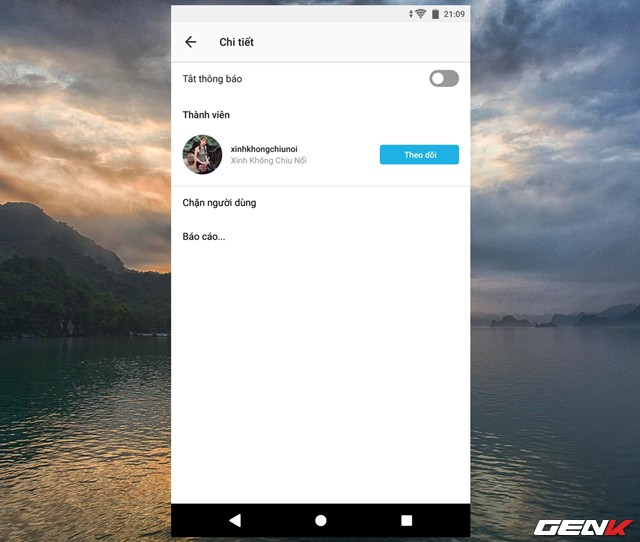 21:09
Chi tiết
Tắt thông báo
Thành viên
xinhkhongchiunoi
Xinh Không Chịu Nổi
Theo dõi
Chặn người dùng
Báo cáo...
GENK